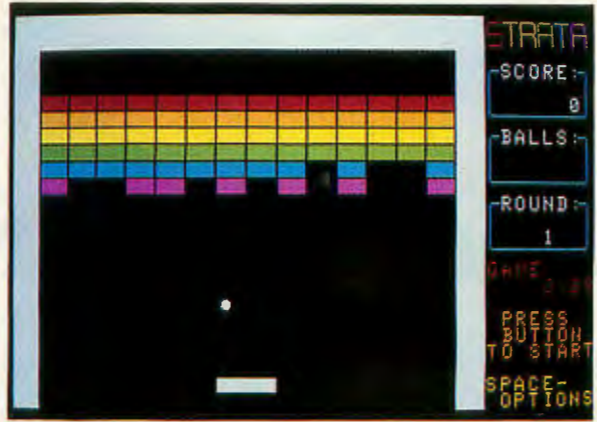 STRATA
SCORE:
0
BALLS:
ROUND:
1
GAME
PRESS
BUTTON
TO START
SPACE-
OPTIONS